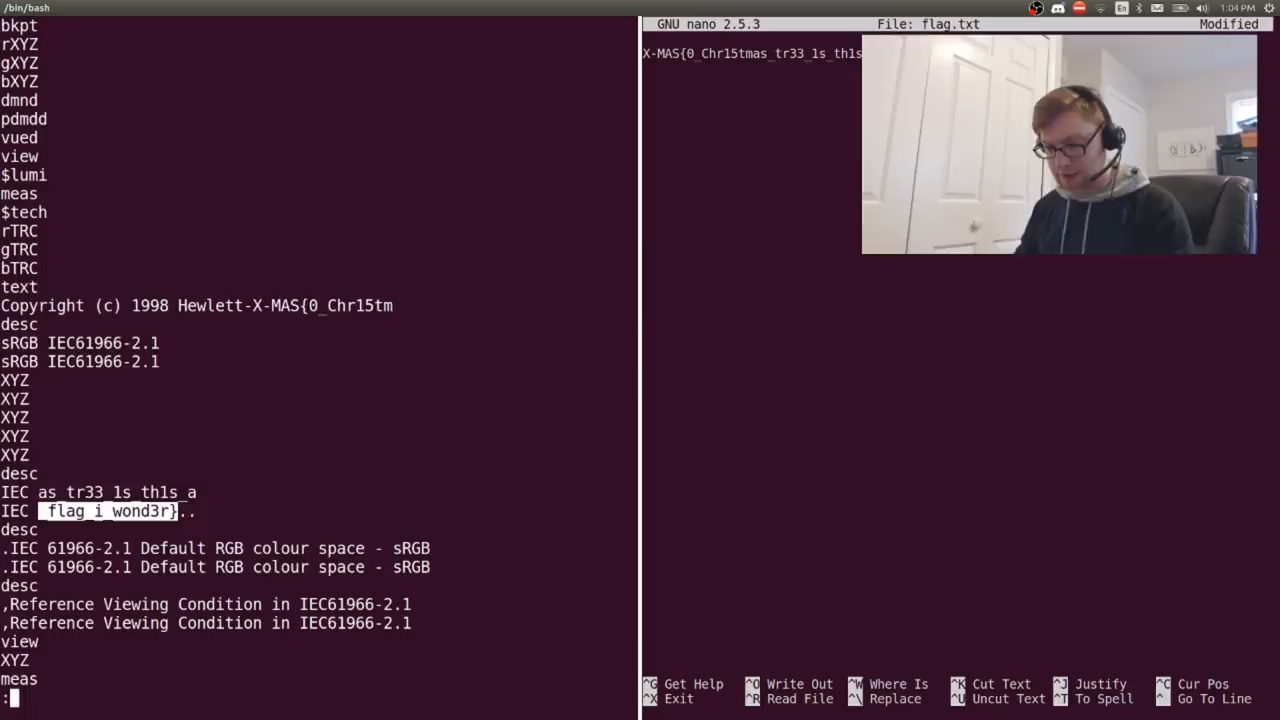 /bin/bash
En
1:04 PM
bkpt
rXYZ
gXYZ
bXYZ
dmnd
pdmdd
vued
view
$lumi
meas
$tech
rTRC
gTRC
bTRC
text
Copyright (c) 1998 Hewlett-X-MAS{0_Chr15tm
desc
sRGB IEC61966-2.1
sRGB IEC61966-2.1
XYZ
XYZ
XYZ
XYZ
XYZ
desc
IEC as_tr33_1s_th1s_a
IEC _flag_i_wond3r}..
desc
.IEC 61966-2.1 Default RGB colour space - sRGB
.IEC 61966-2.1 Default RGB colour space - sRGB
desc
,Reference Viewing Condition in IEC61966-2.1
,Reference Viewing Condition in IEC61966-2.1
view
XYZ
meas
:
GNU nano 2.5.3 File: flag.txt Modified
X-MAS{0_Chr15tmas_tr33_1s_th1s
^G Get Help ^O Write Out ^W Where Is ^K Cut Text ^J Justify ^C Cur Pos
^X Exit ^R Read File ^\ Replace ^U Uncut Text ^T To Spell ^_ Go To Line